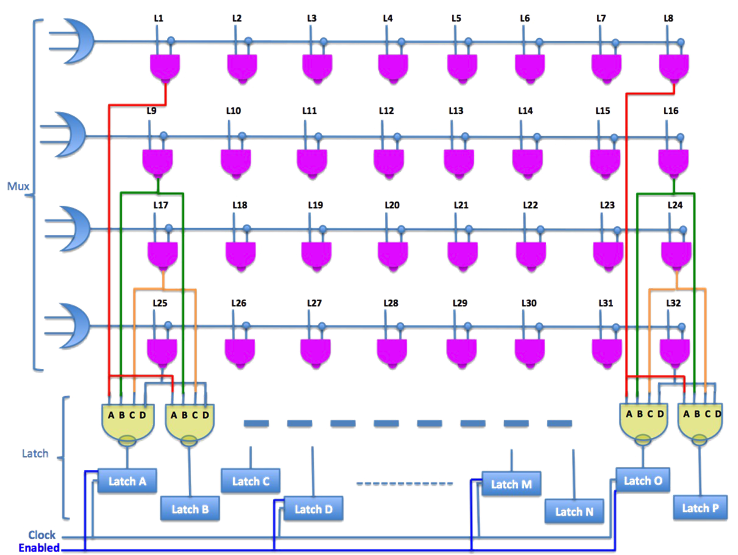 L1 L2 L3 L4 L5 L6 L7 L8
L9 L10 L11 L12 L13 L14 L15 L16
Mux
L17 L18 L19 L20 L21 L22 L23 L24
L25 L26 L27 L28 L29 L30 L31 L32
A B C D A B C D A B C D A B C D
Latch
Latch A Latch B Latch C Latch D Latch M Latch N Latch O Latch P
Clock
Enabled